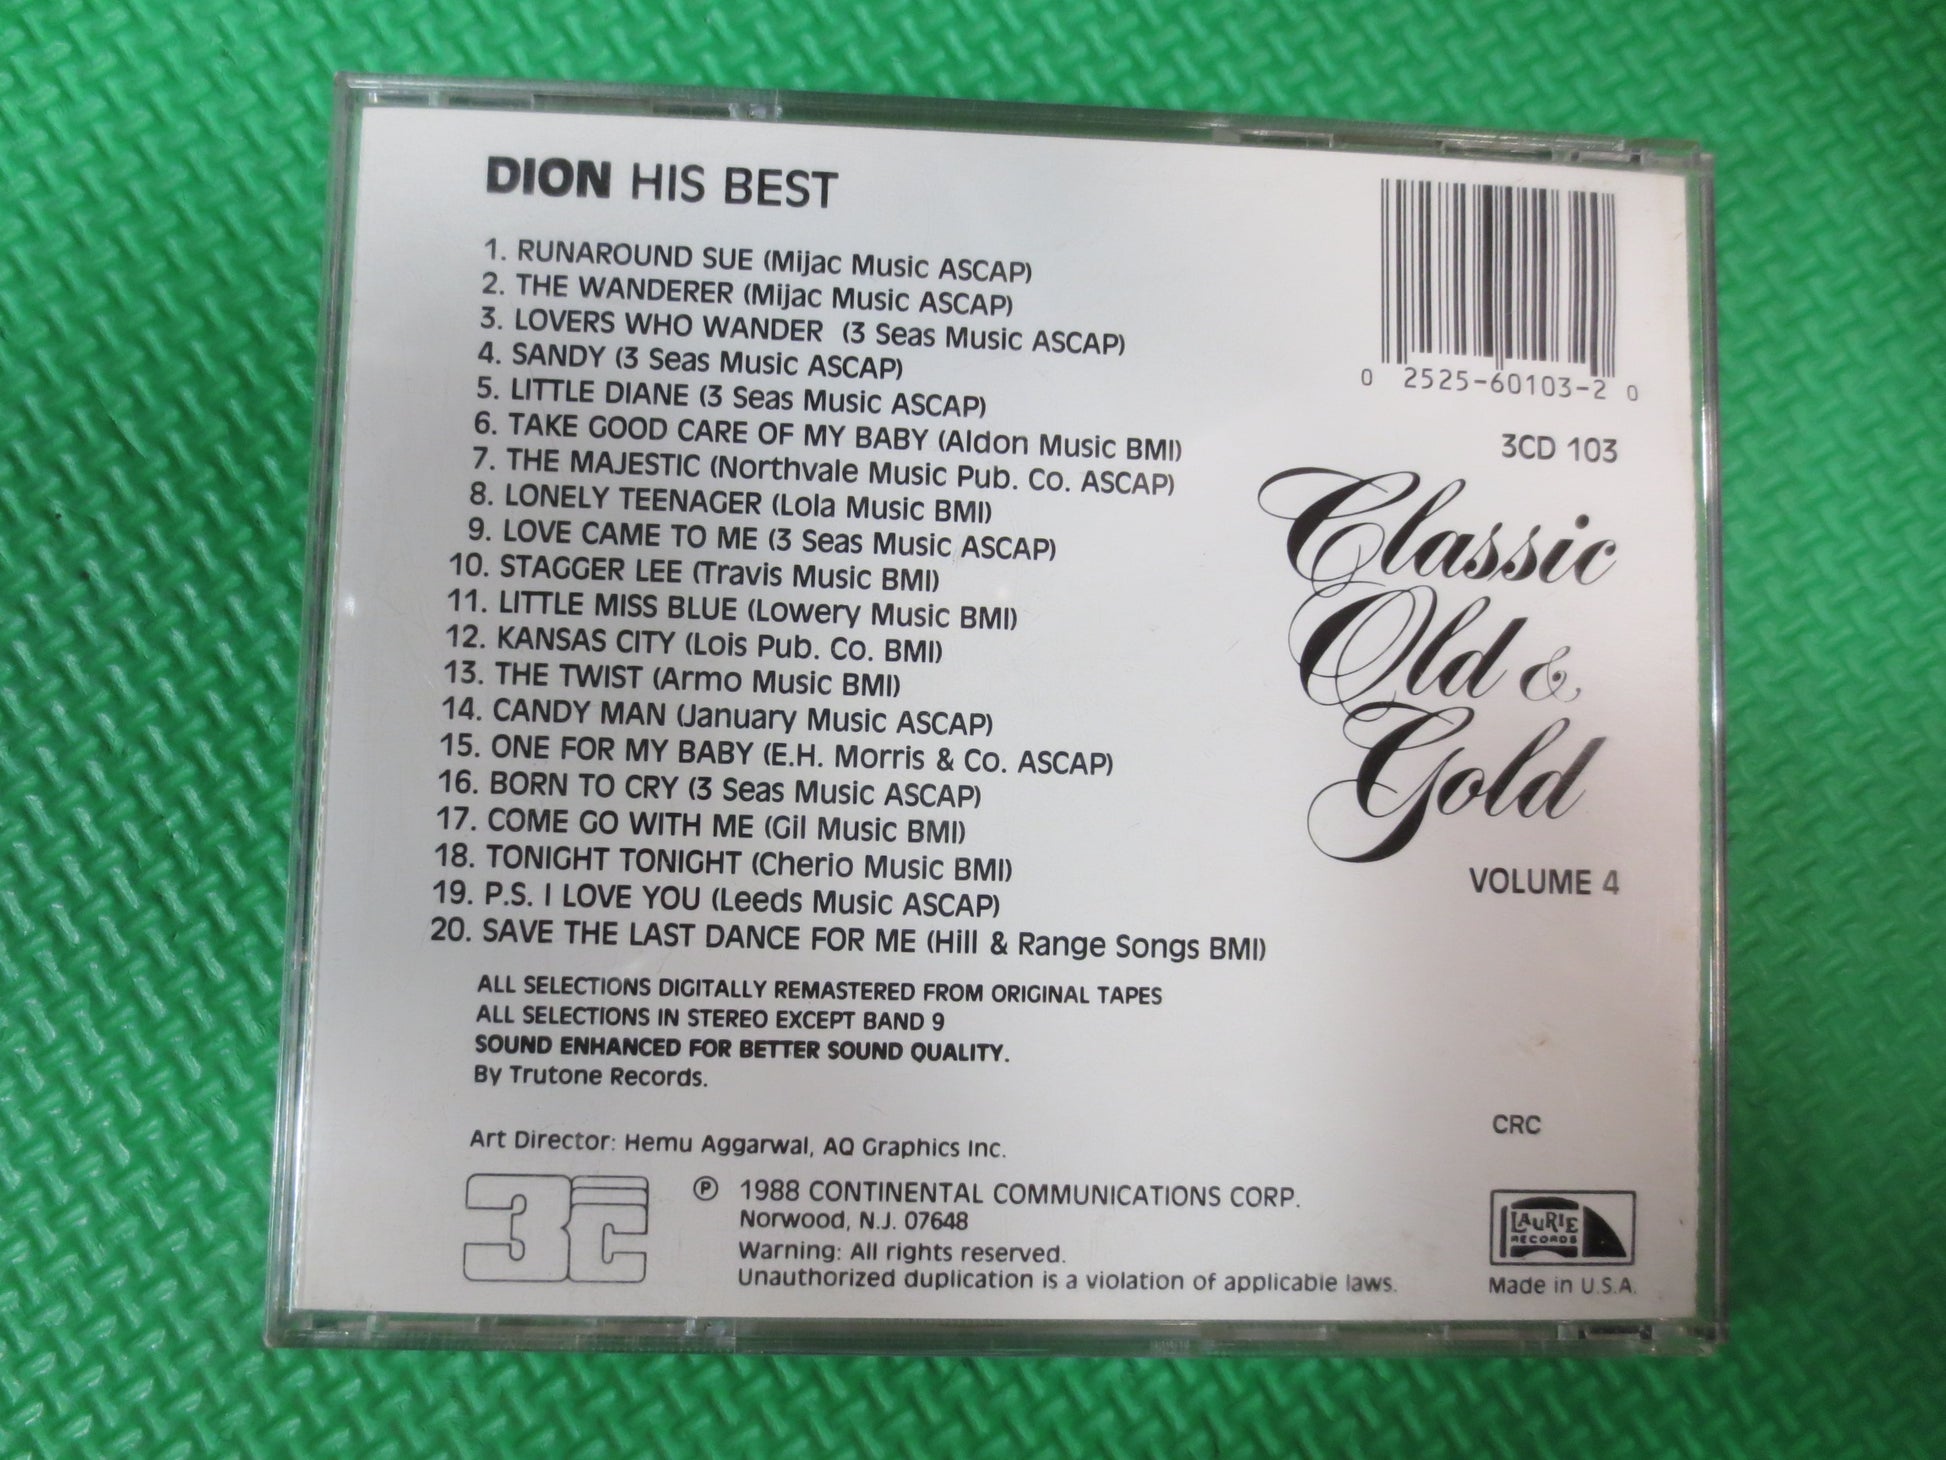 DION HIS BEST
1. RUNAROUND SUE (Mijac Music ASCAP)
2. THE WANDERER (Mijac Music ASCAP)
3. LOVERS WHO WANDER (3 Seas Music ASCAP)
4. SANDY (3 Seas Music ASCAP)
5. LITTLE DIANE (3 Seas Music ASCAP)
6. TAKE GOOD CARE OF MY BABY (Aldon Music BMI)
7. THE MAJESTIC (Northvale Music Pub. Co. ASCAP)
8. LONELY TEENAGER (Lola Music BMI)
9. LOVE CAME TO ME (3 Seas Music ASCAP)
10. STAGGER LEE (Travis Music BMI)
11. LITTLE MISS BLUE (Lowery Music BMI)
12. KANSAS CITY (Lois Pub. Co. BMI)
13. THE TWIST (Armo Music BMI)
14. CANDY MAN (January Music ASCAP)
15. ONE FOR MY BABY (E.H. Morris & Co. ASCAP)
16. BORN TO CRY (3 Seas Music ASCAP)
17. COME GO WITH ME (Gil Music BMI)
18. TONIGHT TONIGHT (Cherio Music BMI)
19. P.S. I LOVE YOU (Leeds Music ASCAP)
20. SAVE THE LAST DANCE FOR ME (Hill & Range Songs BMI)
ALL SELECTIONS DIGITALLY REMASTERED FROM ORIGINAL TAPES
ALL SELECTIONS IN STEREO EXCEPT BAND 9
SOUND ENHANCED FOR BETTER SOUND QUALITY.
By Trutone Records.
Art Director: Hemu Aggarwal, AQ Graphics Inc.
3C
℗ 1988 CONTINENTAL COMMUNICATIONS CORP.
Norwood, N.J. 07648
Warning: All rights reserved.
Unauthorized duplication is a violation of applicable laws.
0 2525-60103-2 0
3CD 103
Classic
Old &
Gold
VOLUME 4
CRC
LAURIE
RECORDS
Made in U.S.A.